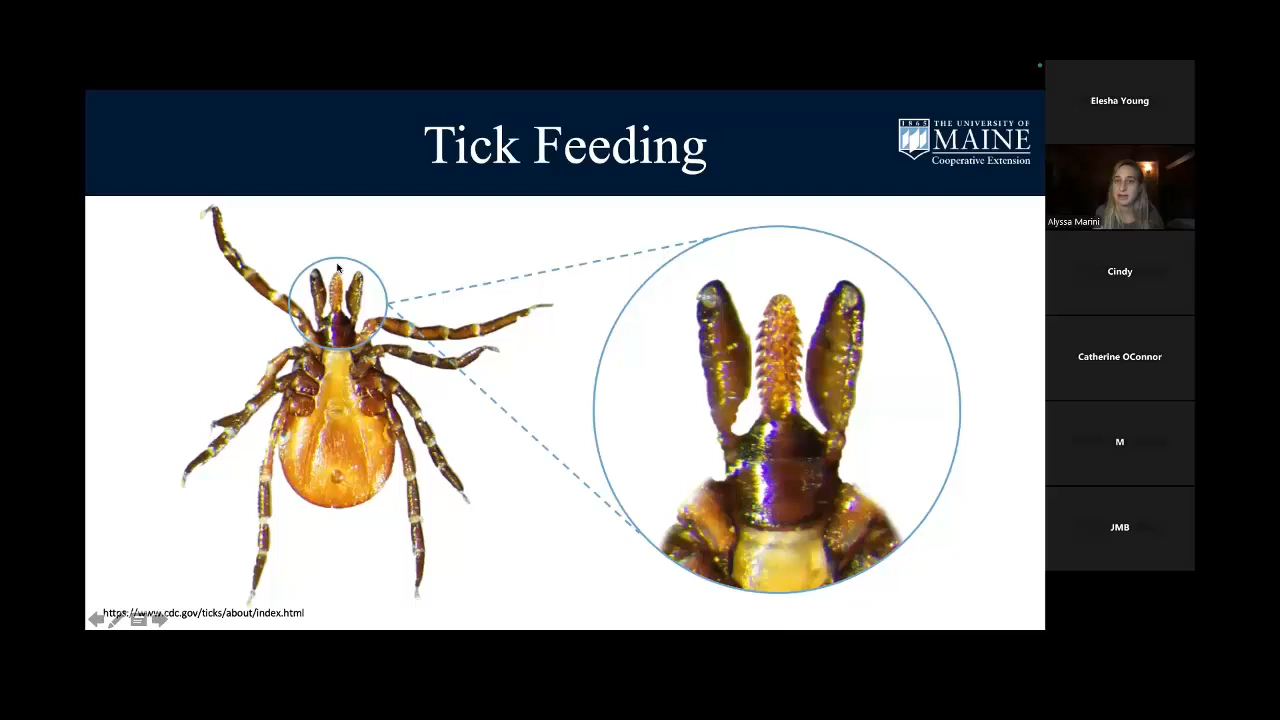 Tick Feeding
1865
THE UNIVERSITY OF
MAINE
Cooperative Extension
https://www.cdc.gov/ticks/about/index.html
Elesha Young
Alyssa Marini
Cindy
Catherine OConnor
M
JMB